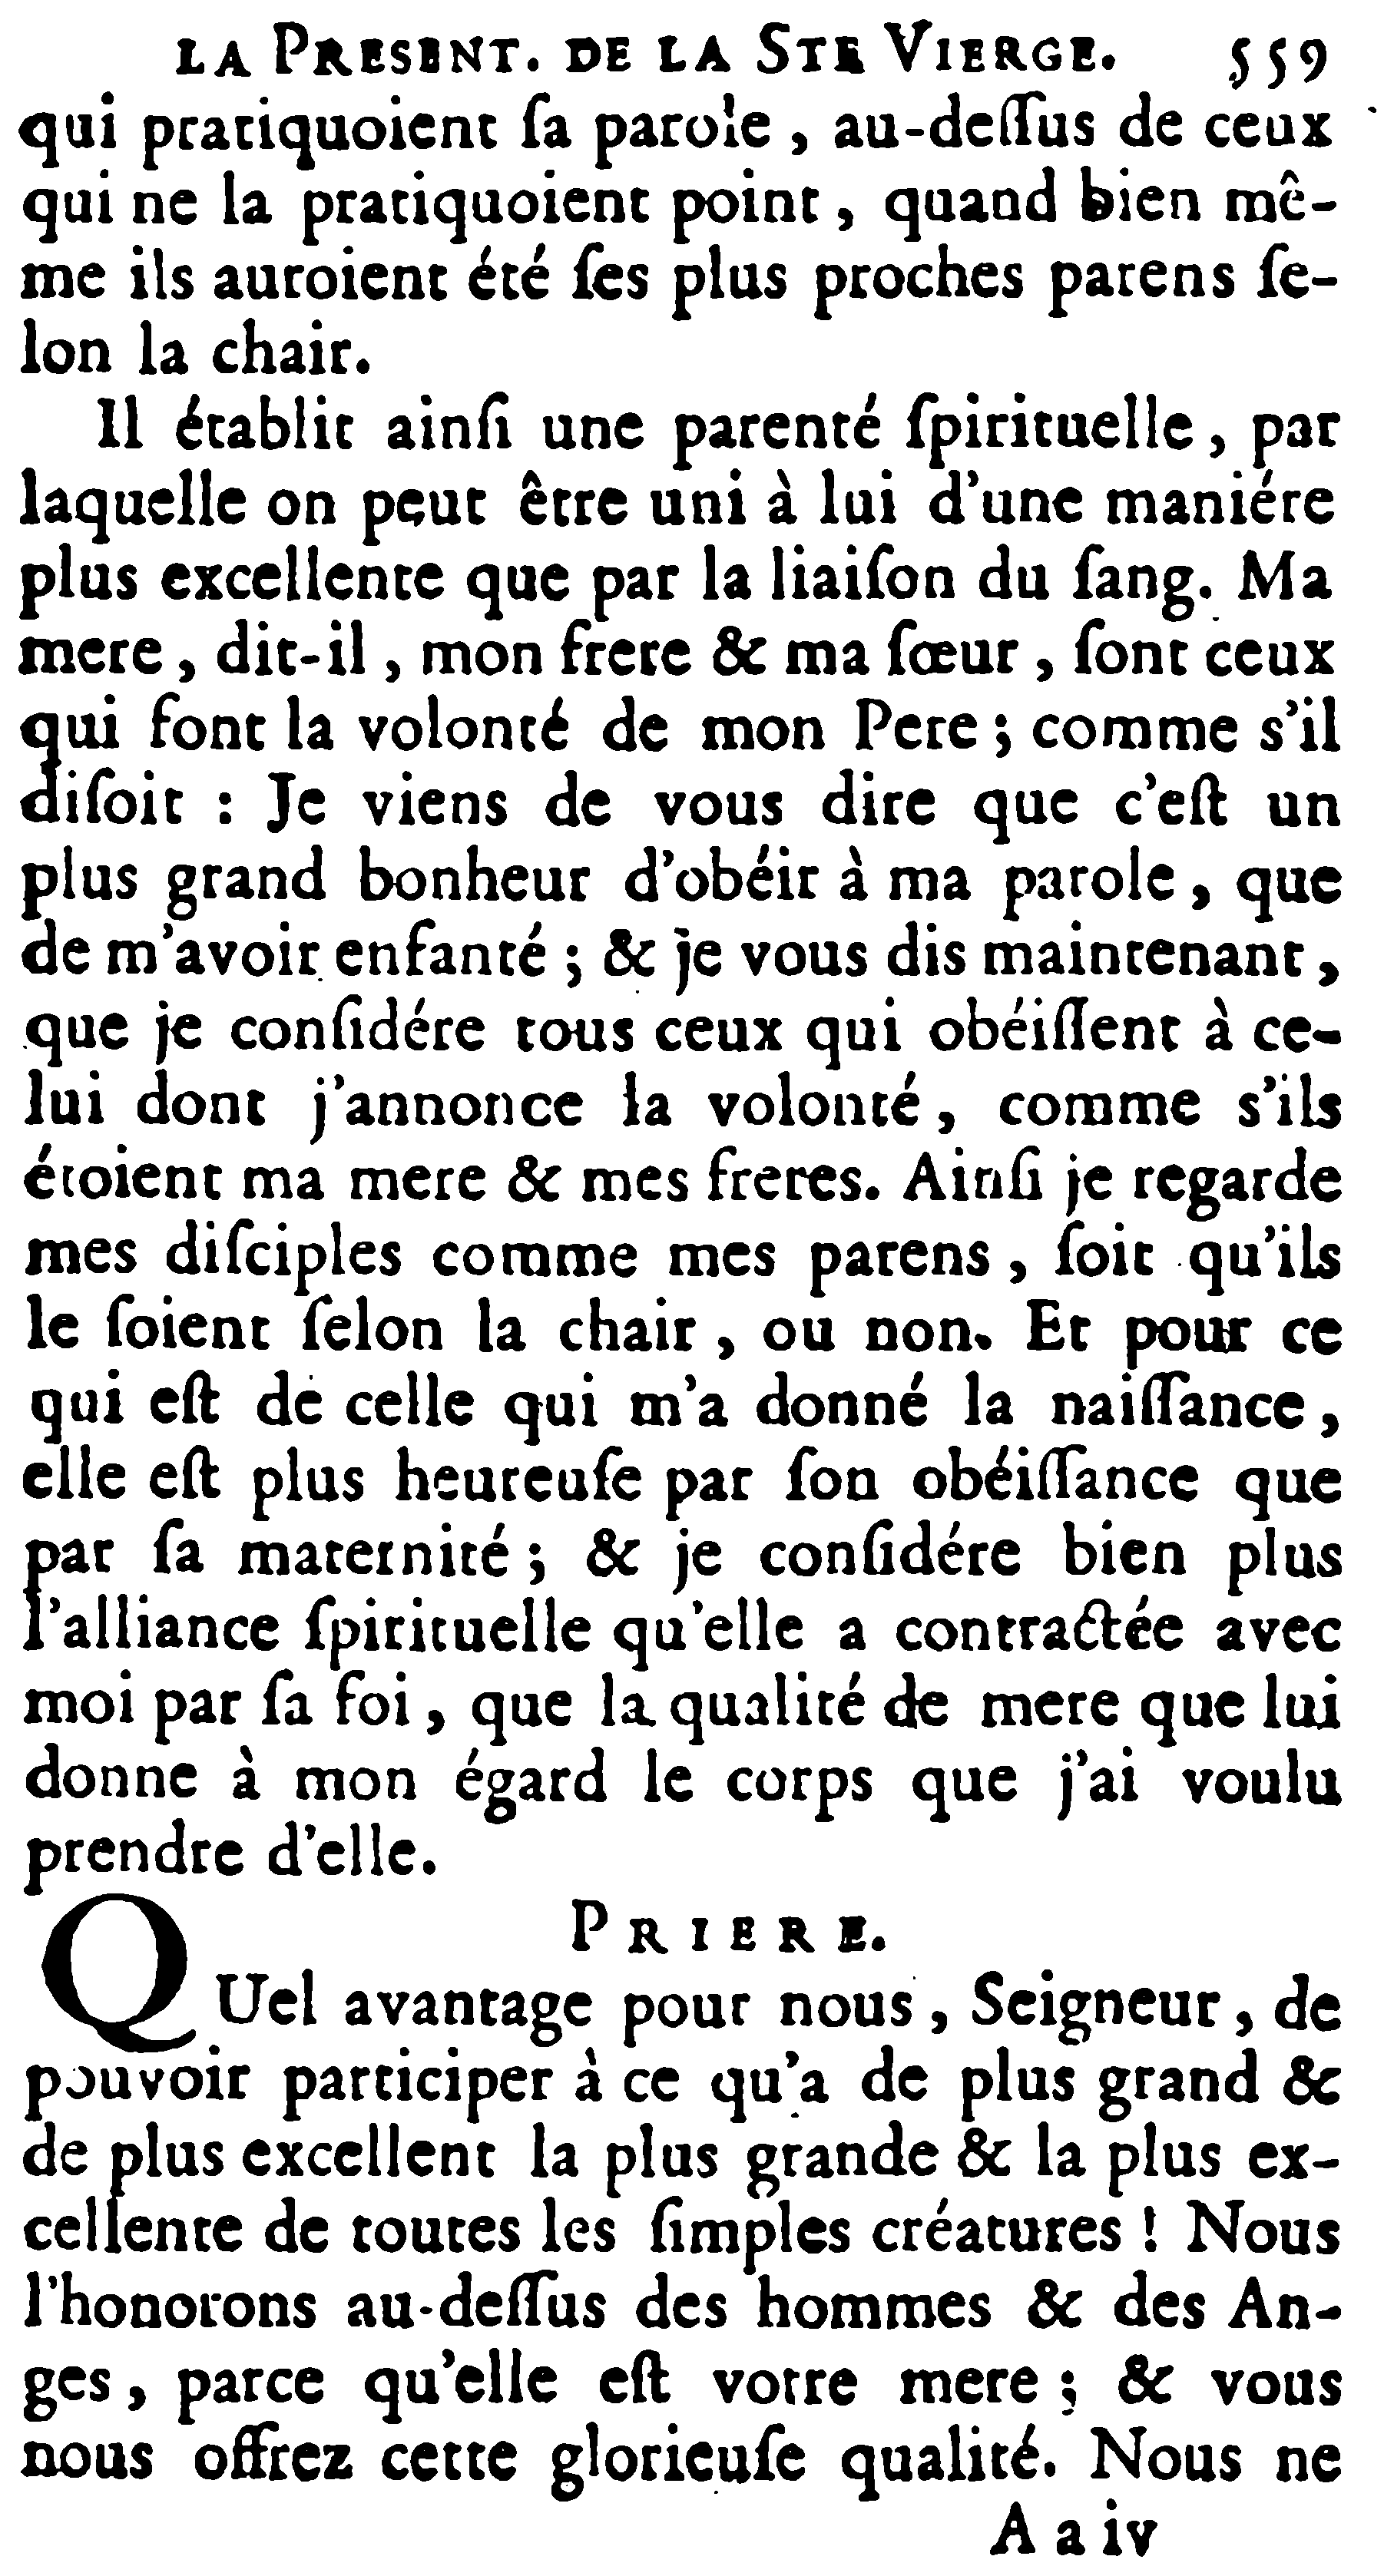 LA PRESENT. DE LA STE VIERGE. 559
qui pratiquoient ſa parole, au-deſſus de ceux
qui ne la pratiquoient point, quand bien mê-
me ils auroient été ſes plus proches parens ſe-
lon la chair.
Il établit ainſi une parenté ſpirituelle, par
laquelle on peut être uni à lui d'une maniére
plus excellente que par la liaiſon du ſang. Ma
mere, dit-il, mon frere & ma ſœur, ſont ceux
qui font la volonté de mon Pere; comme s'il
diſoit : Je viens de vous dire que c'eſt un
plus grand bonheur d'obéir à ma parole, que
de m'avoir enfanté; & je vous dis maintenant,
que je conſidére tous ceux qui obéiſſent à ce-
lui dont j'annonce la volonté, comme s'ils
étoient ma mere & mes freres. Ainſi je regarde
mes diſciples comme mes parens, ſoit qu'ils
le ſoient ſelon la chair, ou non. Et pour ce
qui eſt de celle qui m'a donné la naiſſance,
elle eſt plus heureuſe par ſon obéiſſance que
par ſa maternité; & je conſidére bien plus
l'alliance ſpirituelle qu'elle a contractée avec
moi par ſa foi, que la qualité de mere que lui
donne à mon égard le corps que j'ai voulu
prendre d'elle.
PRIERE.
QUel avantage pour nous, Seigneur, de
pouvoir participer à ce qu'a de plus grand &
de plus excellent la plus grande & la plus ex-
cellente de toutes les ſimples créatures ! Nous
l'honorons au-deſſus des hommes & des An-
ges, parce qu'elle eſt votre mere; & vous
nous offrez cette glorieuſe qualité. Nous ne
A a iv